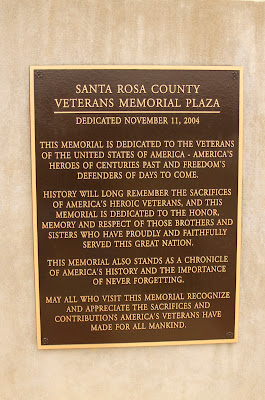 SANTA ROSA COUNTY
VETERANS MEMORIAL PLAZA
DEDICATED NOVEMBER 11, 2004
THIS MEMORIAL IS DEDICATED TO THE VETERANS
OF THE UNITED STATES OF AMERICA - AMERICA'S
HEROES OF CENTURIES PAST AND FREEDOM'S
DEFENDERS OF DAYS TO COME.
HISTORY WILL LONG REMEMBER THE SACRIFICES
OF AMERICA'S HEROIC VETERANS, AND THIS
MEMORIAL IS DEDICATED TO THE HONOR,
MEMORY AND RESPECT OF THOSE BROTHERS AND
SISTERS WHO HAVE PROUDLY AND FAITHFULLY
SERVED THIS GREAT NATION.
THIS MEMORIAL ALSO STANDS AS A CHRONICLE
OF AMERICA'S HISTORY AND THE IMPORTANCE
OF NEVER FORGETTING.
MAY ALL WHO VISIT THIS MEMORIAL RECOGNIZE
AND APPRECIATE THE SACRIFICES AND
CONTRIBUTIONS AMERICA'S VETERANS HAVE
MADE FOR ALL MANKIND.